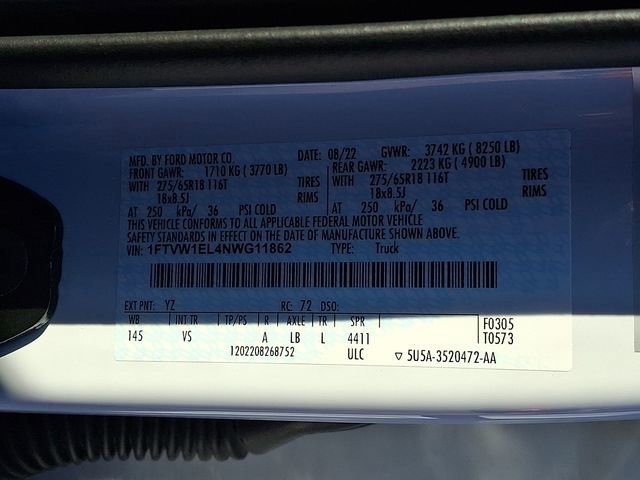 MFD. BY FORD MOTOR CO. DATE: 08/22 GVWR: 3742 KG ( 8250 LB)
FRONT GAWR: 1710 KG ( 3770 LB) REAR GAWR: 2223 KG ( 4900 LB)
WITH 275/65R18 116T TIRES WITH 275/65R18 116T TIRES
18x8.5J RIMS 18x8.5J RIMS
AT 250 kPa/ 36 PSI COLD AT 250 kPa/ 36 PSI COLD
THIS VEHICLE CONFORMS TO ALL APPLICABLE FEDERAL MOTOR VEHICLE
SAFETY STANDARDS IN EFFECT ON THE DATE OF MANUFACTURE SHOWN ABOVE.
VIN: 1FTVW1EL4NWG11862 TYPE: Truck
EXT PNT: YZ RC: 72 DSO:
WB INT TR TP/PS R AXLE TR SPR F0305
145 VS A LB L 4411 T0573
1202208268752 ULC ▽ 5U5A-3520472-AA